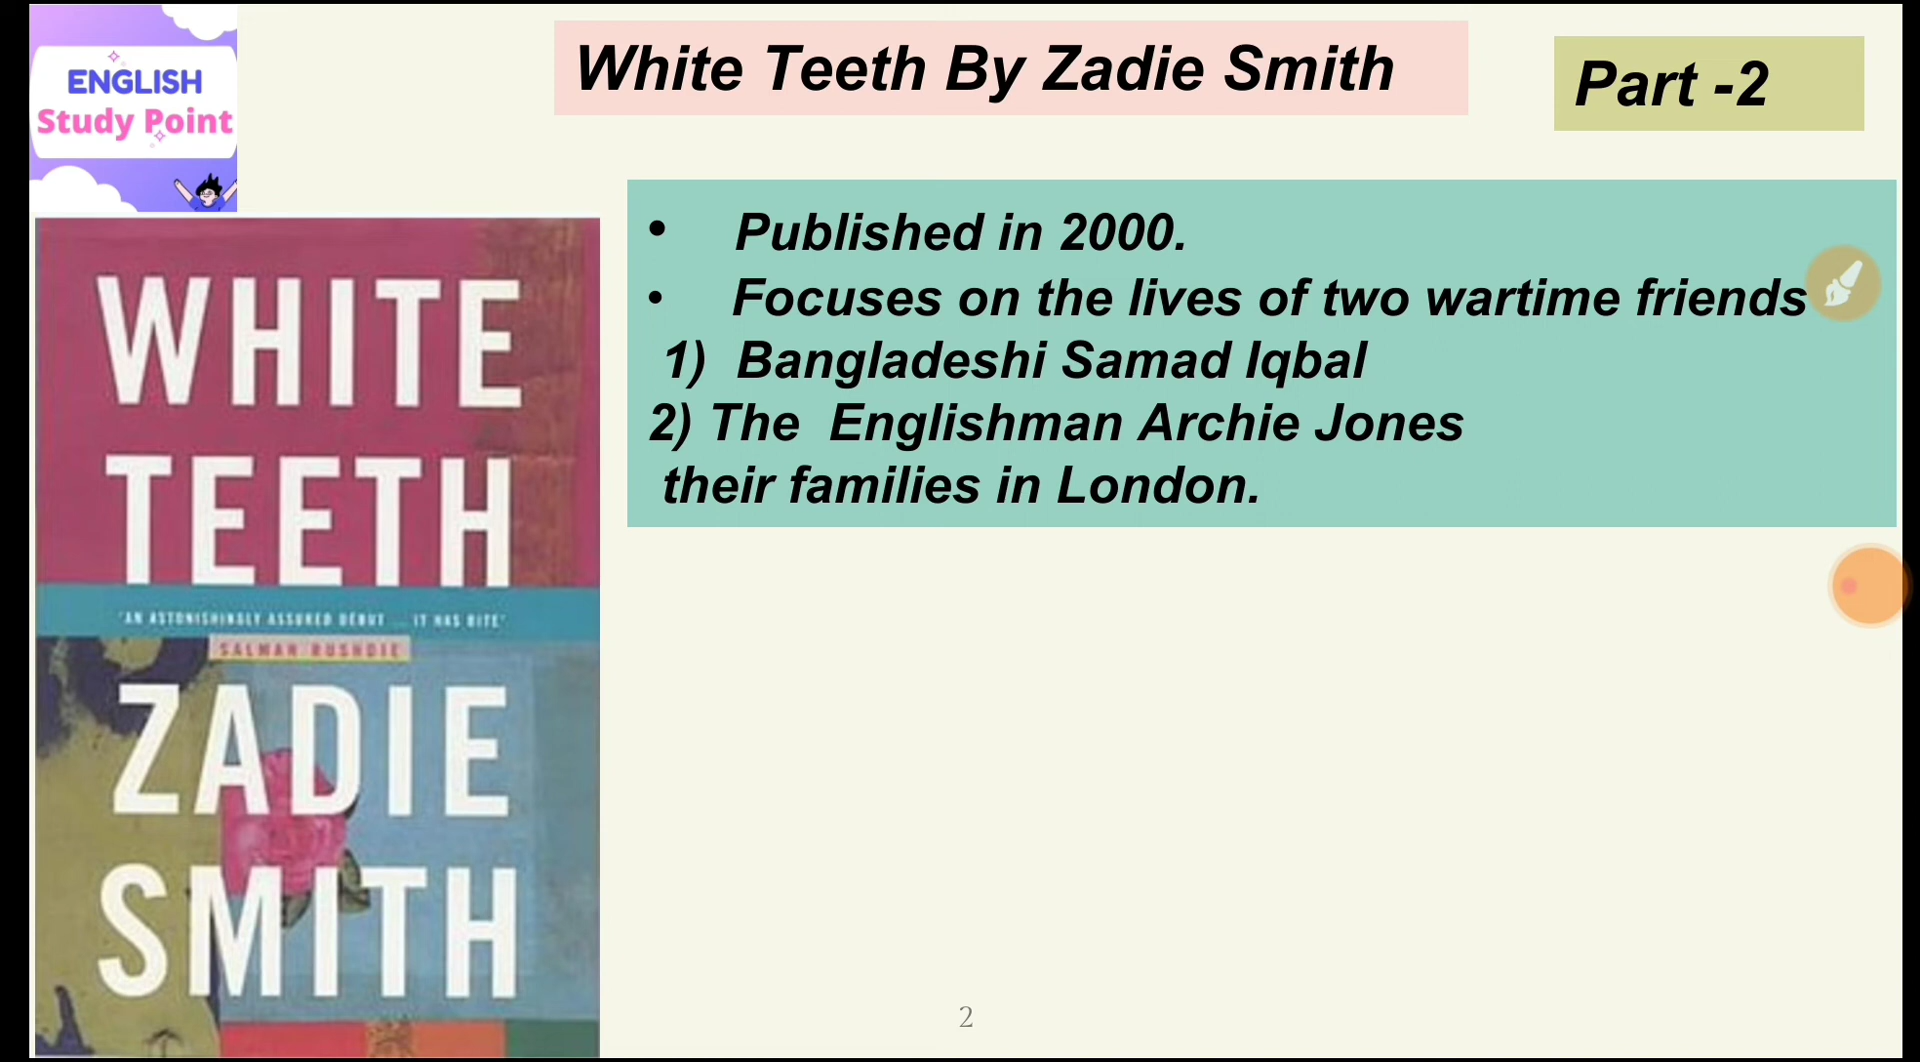 ENGLISH
Study Point
White Teeth By Zadie Smith
Part -2
• Published in 2000.
• Focuses on the lives of two wartime friends
1) Bangladeshi Samad Iqbal
2) The Englishman Archie Jones
their families in London.
WHITE
TEETH
'AN ASTONISHINGLY ASSURED DEBUT ... IT HAS BITE'
SALMAN RUSHDIE
ZADIE
SMITH
2